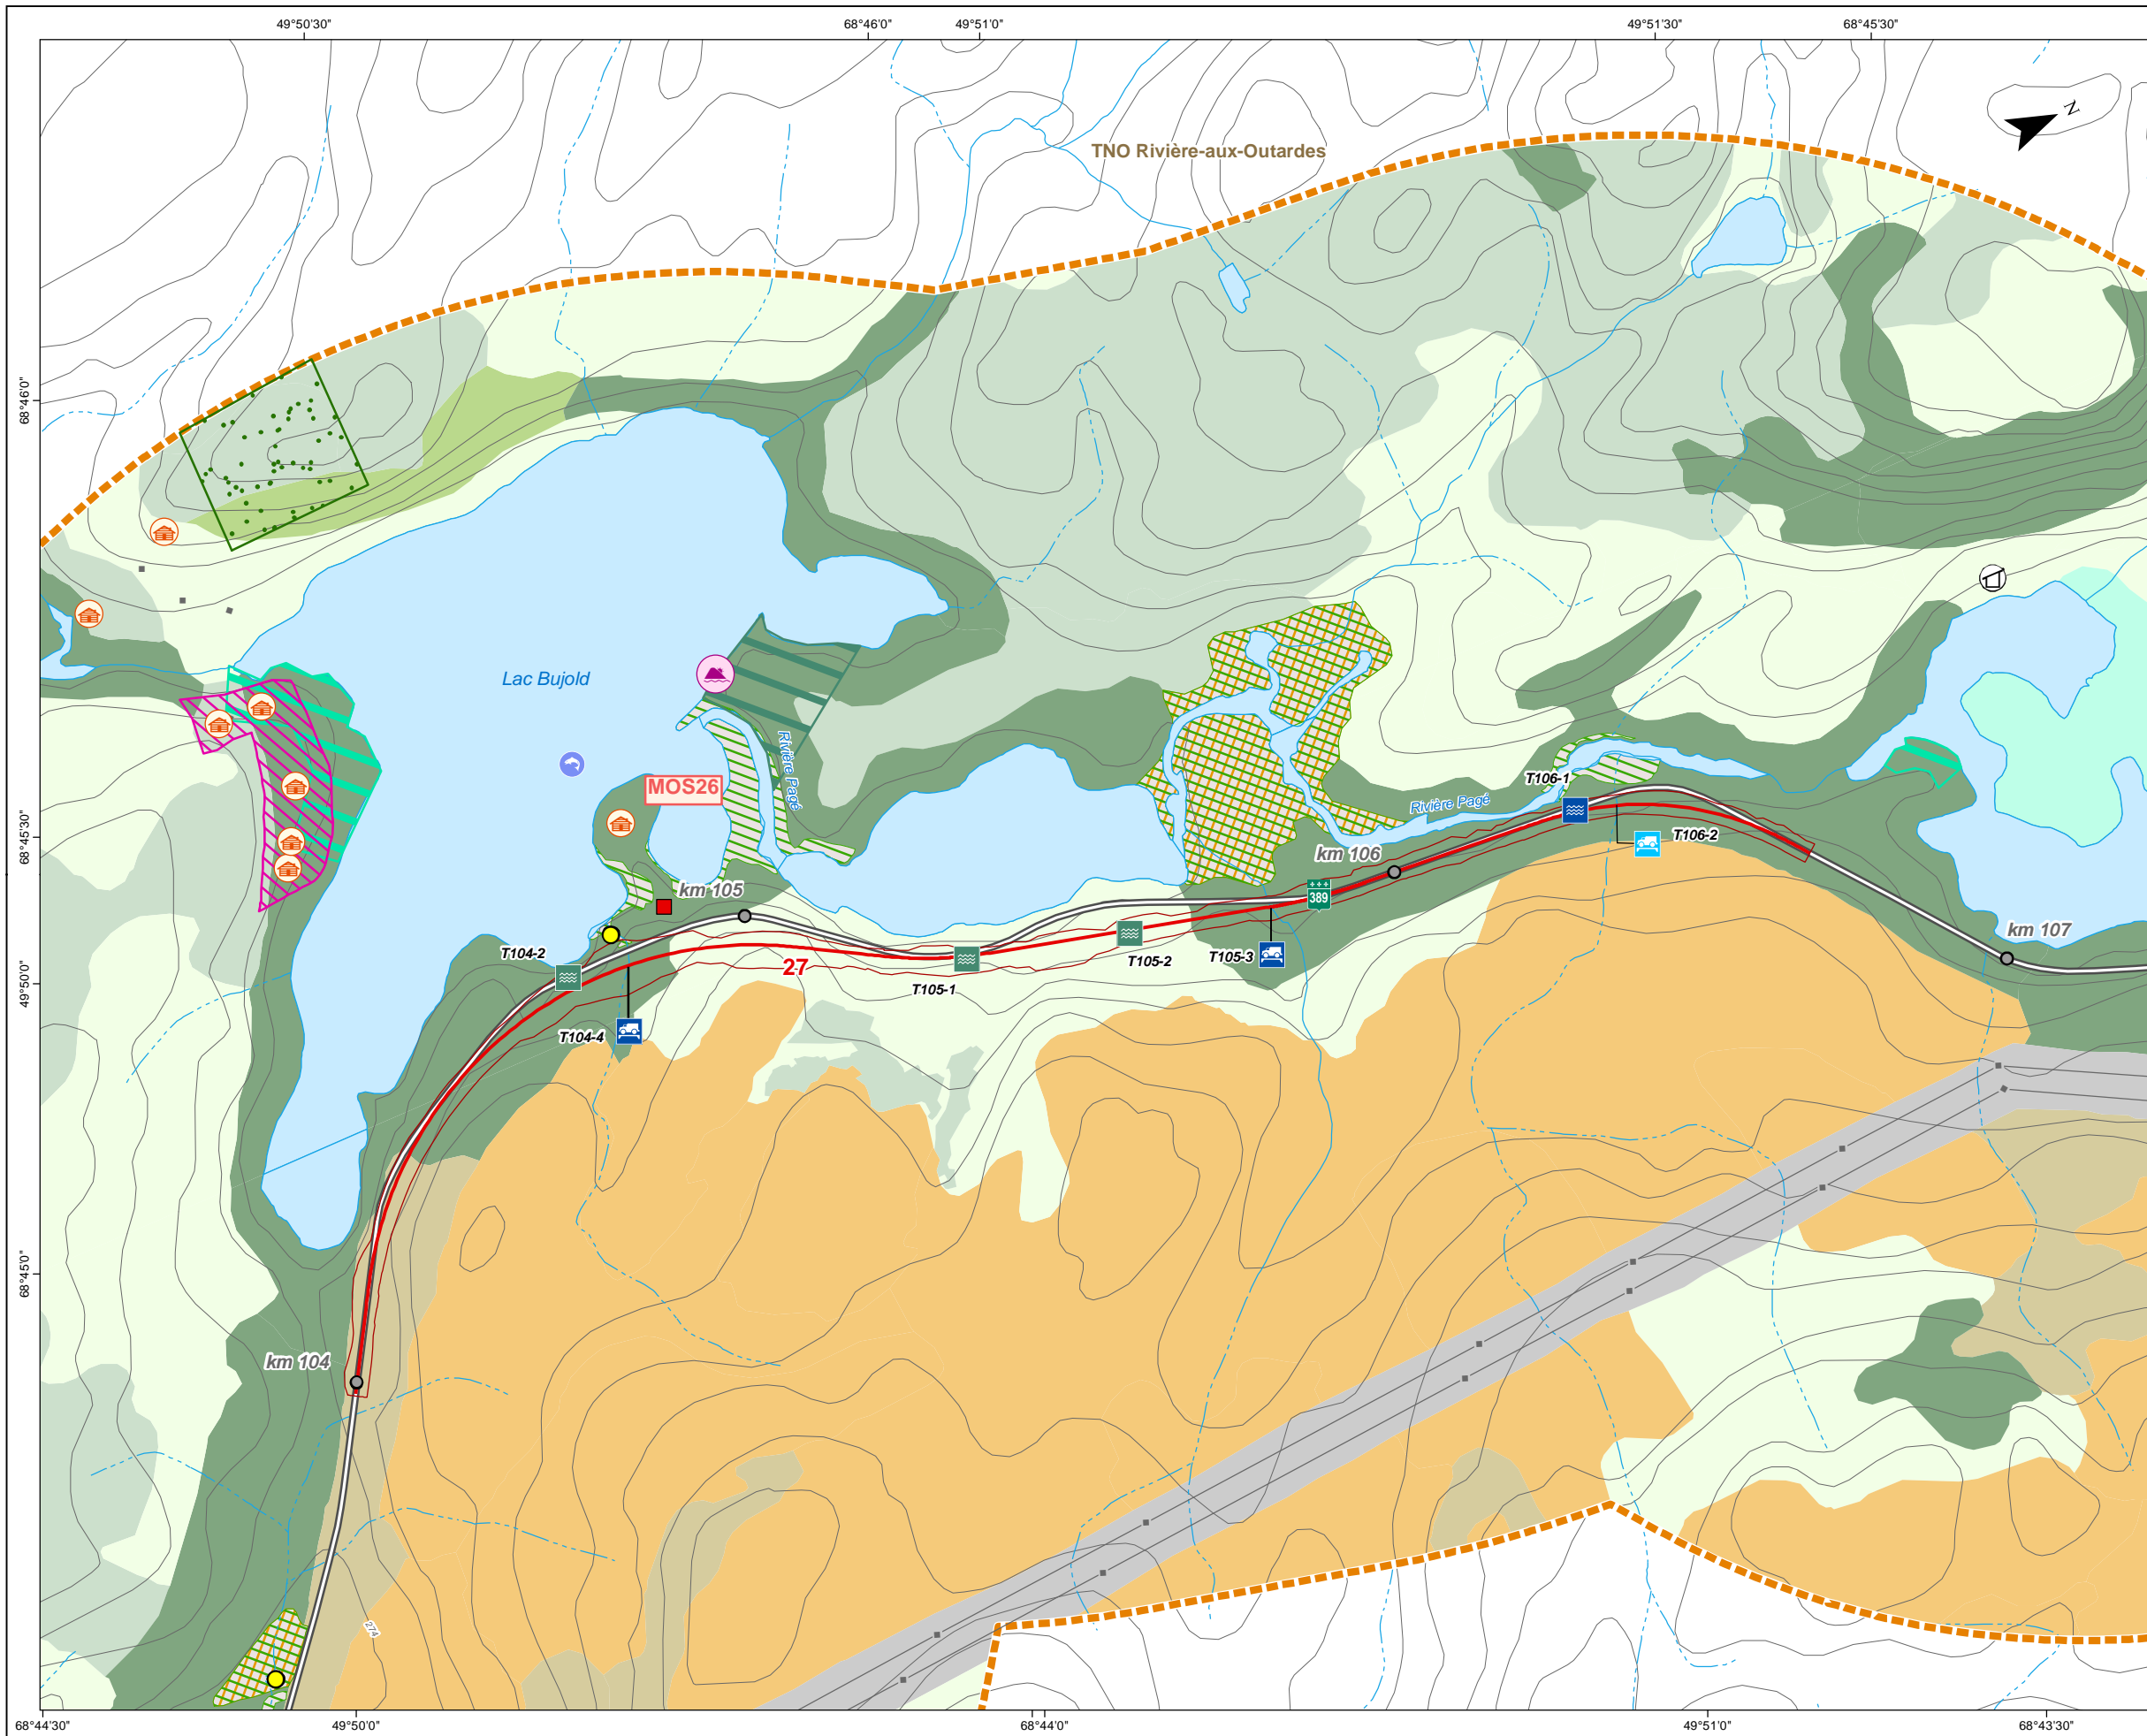 49°50'30"
68°46'0"
49°51'0"
49°51'30"
68°45'30"
N
TNO Rivière-aux-Outardes
68°46'0"
Lac Bujold
Rivière Pagé
MOS26
T106-1
Rivière Pagé
T106-2
68°45'30"
km 106
km 105
389
km 107
T104-2
27
T105-2
T105-3
49°50'0"
T105-1
T104-4
68°45'0"
km 104
274
68°44'30"
49°50'0"
68°44'0"
49°51'0"
68°43'30"